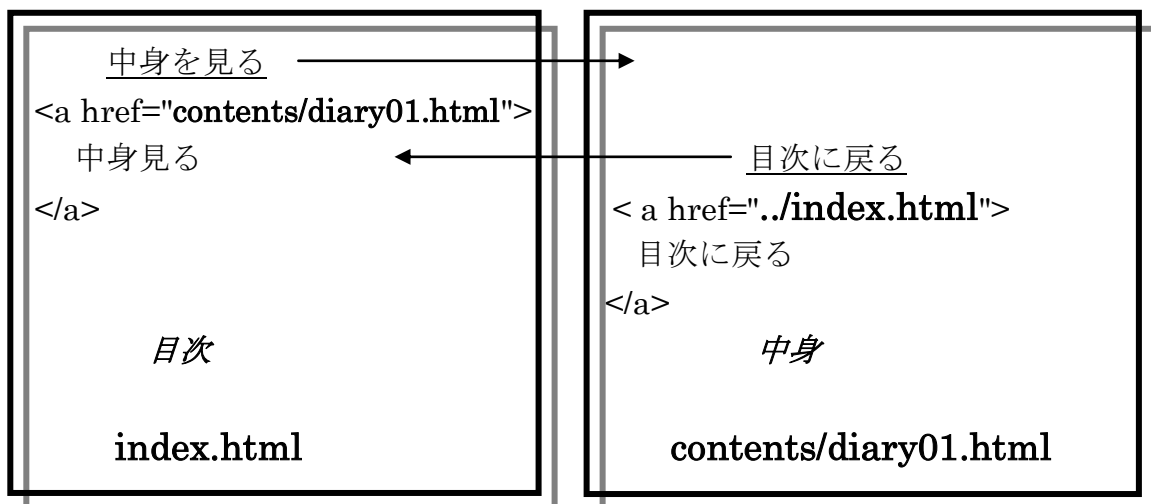 中身を見る
<a href="contents/diary01.html">
中身見る
</a>
目次
index.html
目次に戻る
< a href="../index.html">
目次に戻る
</a>
中身
contents/diary01.html